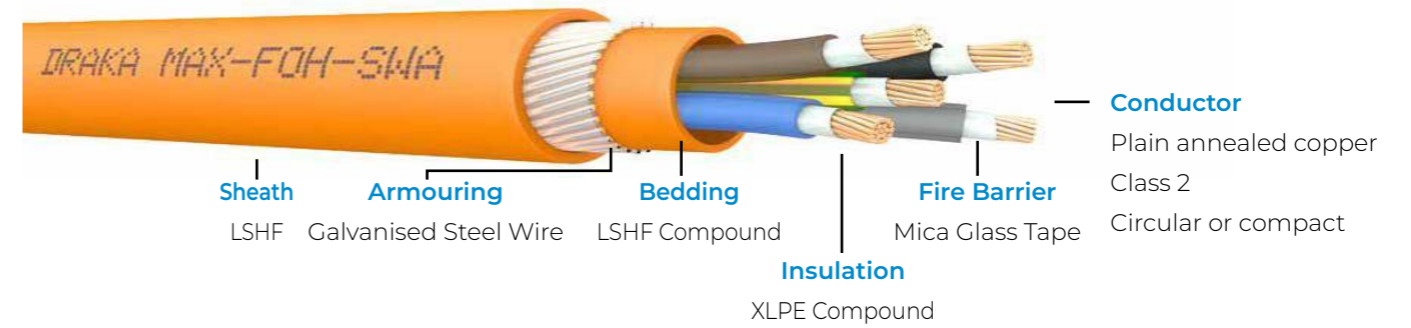 DRAKA MAX-FOH-SWA
Conductor
Plain annealed copper
Class 2
Circular or compact
Sheath
LSHF
Armouring
Galvanised Steel Wire
Bedding
LSHF Compound
Fire Barrier
Mica Glass Tape
Insulation
XLPE Compound